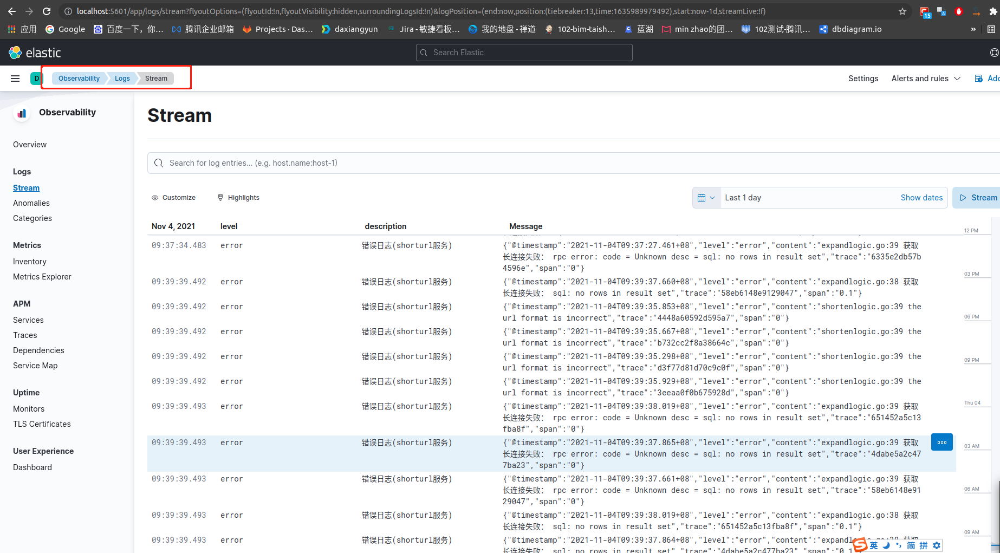 localhost:5601/app/logs/stream?flyoutOptions=(flyoutId:!n,flyoutVisibility:hidden,surroundingLogsId:!n)&logPosition=(end:now,position:(tiebreaker:13,time:1635989979492),start:now-1d,streamLive:!f)
15
应用 Google 百度一下，你... 腾讯企业邮箱 Projects · Das... daxiangyun Jira - 敏捷看板... 我的地盘 - 禅道 102-bim-taish... 蓝湖 min zhao的团... 102测试-腾讯... dbdiagram.io »
elastic
Search Elastic
D Observability Logs Stream
Settings Alerts and rules Add
Observability
Overview
Logs
Stream
Anomalies
Categories
Metrics
Inventory
Metrics Explorer
APM
Services
Traces
Dependencies
Service Map
Uptime
Monitors
TLS Certificates
User Experience
Dashboard
Stream
Search for log entries... (e.g. host.name:host-1)
Customize Highlights
Last 1 day Show dates Stream
Nov 4, 2021 level description Message
09:37:34.483 error 错误日志(shorturl服务) {"@timestamp":"2021-11-04T09:37:27.461+08","level":"error","content":"expandlogic.go:39 获取
长连接失败： rpc error: code = Unknown desc = sql: no rows in result set","trace":"6335e2db57b
4596e","span":"0"}
09:39:39.492 error 错误日志(shorturl服务) {"@timestamp":"2021-11-04T09:39:37.660+08","level":"error","content":"expandlogic.go:38 获取
长连接失败： sql: no rows in result set","trace":"58eb6148e9129047","span":"0.1"}
09:39:39.492 error 错误日志(shorturl服务) {"@timestamp":"2021-11-04T09:39:35.853+08","level":"error","content":"shortenlogic.go:39 the
url format is incorrect","trace":"4448a60592d595a7","span":"0"}
09:39:39.492 error 错误日志(shorturl服务) {"@timestamp":"2021-11-04T09:39:35.667+08","level":"error","content":"shortenlogic.go:39 the
url format is incorrect","trace":"b732cc2f8a38664c","span":"0"}
09:39:39.492 error 错误日志(shorturl服务) {"@timestamp":"2021-11-04T09:39:35.298+08","level":"error","content":"shortenlogic.go:39 the
url format is incorrect","trace":"d3f77d81d70c9c0f","span":"0"}
09:39:39.492 error 错误日志(shorturl服务) {"@timestamp":"2021-11-04T09:39:35.929+08","level":"error","content":"shortenlogic.go:39 the
url format is incorrect","trace":"3eeaa0f0b675928d","span":"0"}
09:39:39.493 error 错误日志(shorturl服务) {"@timestamp":"2021-11-04T09:39:38.019+08","level":"error","content":"expandlogic.go:39 获取
长连接失败： rpc error: code = Unknown desc = sql: no rows in result set","trace":"651452a5c13
fba8f","span":"0"}
09:39:39.493 error 错误日志(shorturl服务) {"@timestamp":"2021-11-04T09:39:37.865+08","level":"error","content":"expandlogic.go:39 获取
长连接失败： rpc error: code = Unknown desc = sql: no rows in result set","trace":"4dabe5a2c47
7ba23","span":"0"}
09:39:39.493 error 错误日志(shorturl服务) {"@timestamp":"2021-11-04T09:39:37.661+08","level":"error","content":"expandlogic.go:39 获取
长连接失败： rpc error: code = Unknown desc = sql: no rows in result set","trace":"58eb6148e91
29047","span":"0"}
09:39:39.493 error 错误日志(shorturl服务) {"@timestamp":"2021-11-04T09:39:38.019+08","level":"error","content":"expandlogic.go:38 获取
长连接失败： sql: no rows in result set","trace":"651452a5c13fba8f","span":"0.1"}
09:39:39.493 error 错误日志(shorturl服务) {"@timestamp":"2021-11-04T09:39:37.864+08","level":"error","content":"expandl
长连接失败： sql: no rows in result set","trace":"4dabe5a2c477ba23","span":"0.1"
12 PM
03 PM
06 PM
09 PM
Thu 04
03 AM
06 AM
09 AM
S 英 简 拼